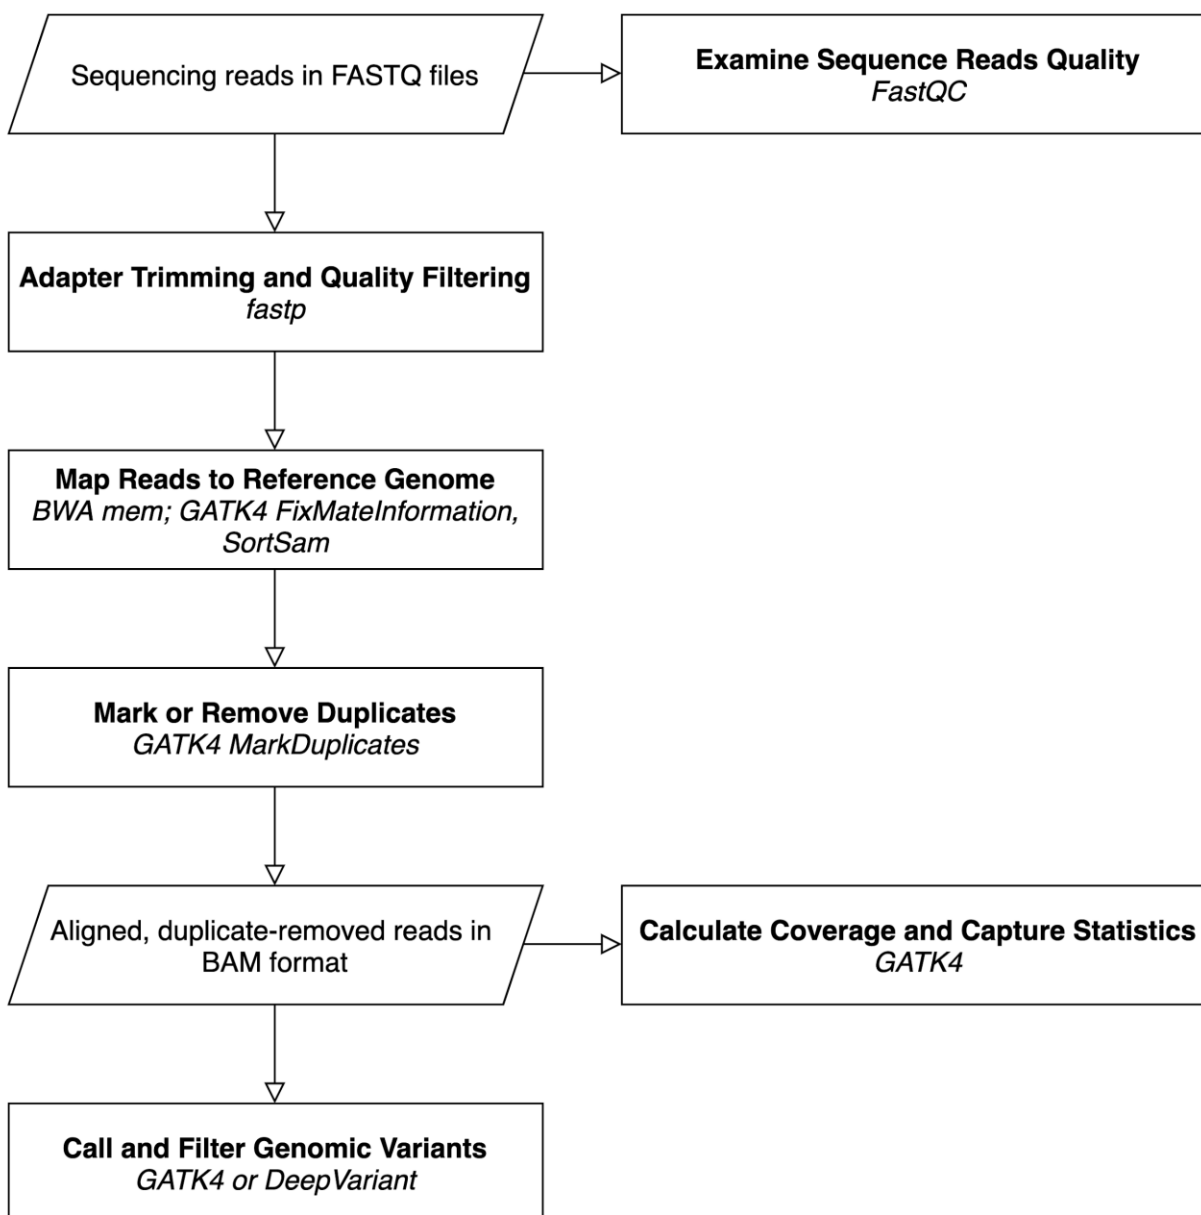 Sequencing reads in FASTQ files
Examine Sequence Reads Quality
FastQC
Adapter Trimming and Quality Filtering
fastp
Map Reads to Reference Genome
BWA mem; GATK4 FixMateInformation,
SortSam
Mark or Remove Duplicates
GATK4 MarkDuplicates
Aligned, duplicate-removed reads in
BAM format
Calculate Coverage and Capture Statistics
GATK4
Call and Filter Genomic Variants
GATK4 or DeepVariant